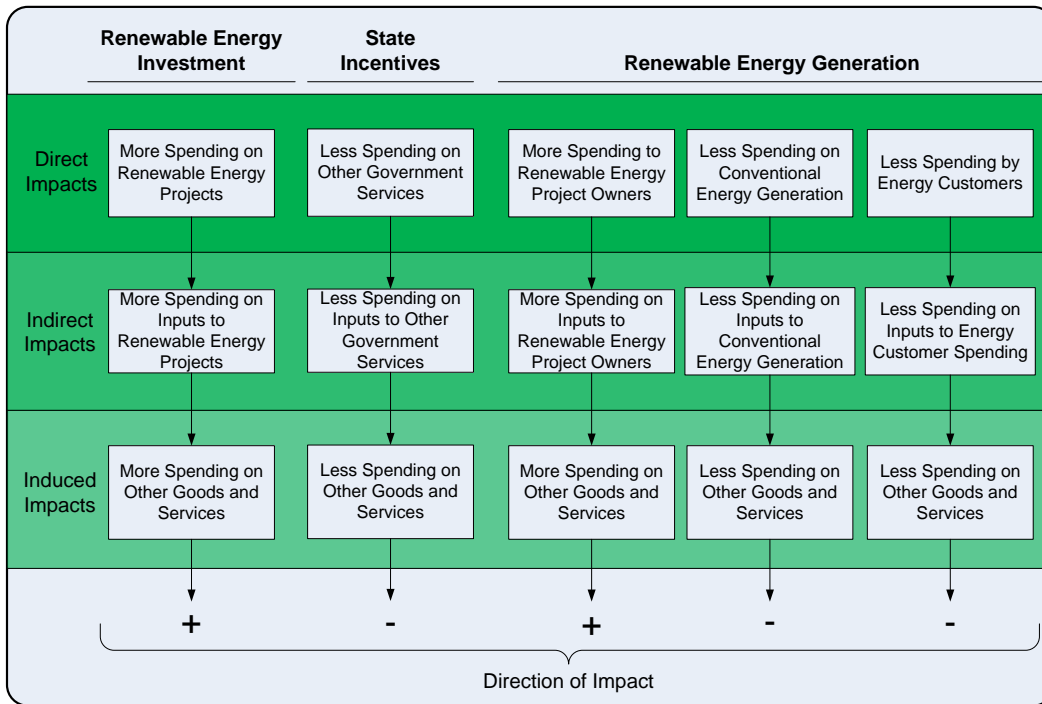 Renewable Energy
Investment
State
Incentives
Renewable Energy Generation
Direct
Impacts
More Spending on
Renewable Energy
Projects
Less Spending on
Other Government
Services
More Spending to
Renewable Energy
Project Owners
Less Spending on
Conventional
Energy Generation
Less Spending by
Energy Customers
Indirect
Impacts
More Spending on
Inputs to
Renewable Energy
Projects
Less Spending on
Inputs to Other
Government
Services
More Spending on
Inputs to
Renewable Energy
Project Owners
Less Spending on
Inputs to
Conventional
Energy Generation
Less Spending on
Inputs to Energy
Customer Spending
Induced
Impacts
More Spending on
Other Goods and
Services
Less Spending on
Other Goods and
Services
More Spending on
Other Goods and
Services
Less Spending on
Other Goods and
Services
Less Spending on
Other Goods and
Services
+
-
+
-
-
Direction of Impact